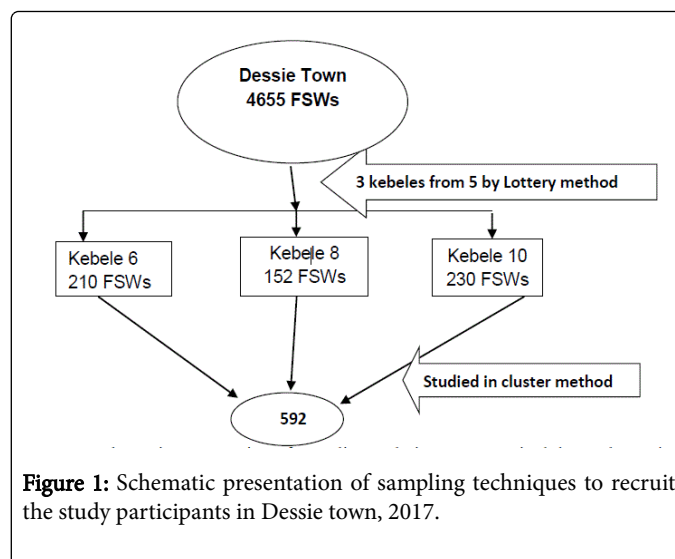 Dessie Town
4655 FSWs
3 kebeles from 5 by Lottery method
Kebele 6
210 FSWs
Kebele 8
152 FSWs
Kebele 10
230 FSWs
Studied in cluster method
592
Figure 1: Schematic presentation of sampling techniques to recruit
the study participants in Dessie town, 2017.